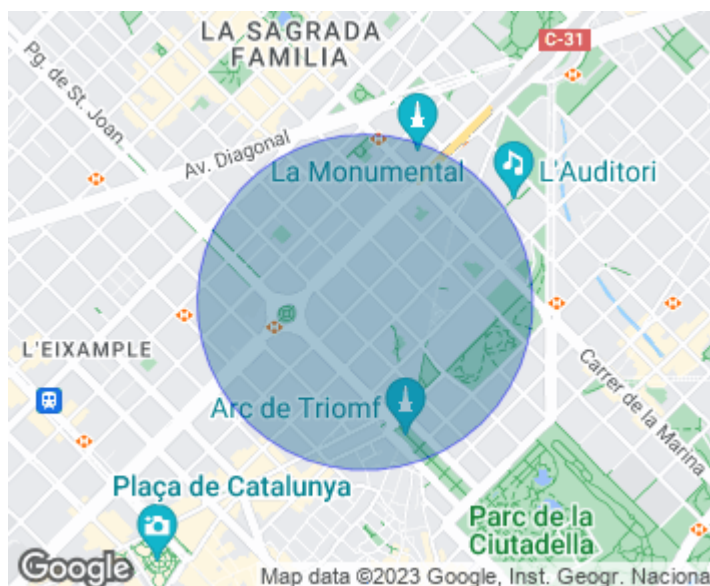 LA SAGRADA
FAMILIA
C-31
Pg. de St. Joan
Av. Diagonal
La Monumental
L'Auditori
L'EIXAMPLE
Carrer de la Marina
Arc de Triomf
Plaça de Catalunya
Parc de la
Ciutadella
Google
Map data ©2023 Google, Inst. Geogr. Naciona